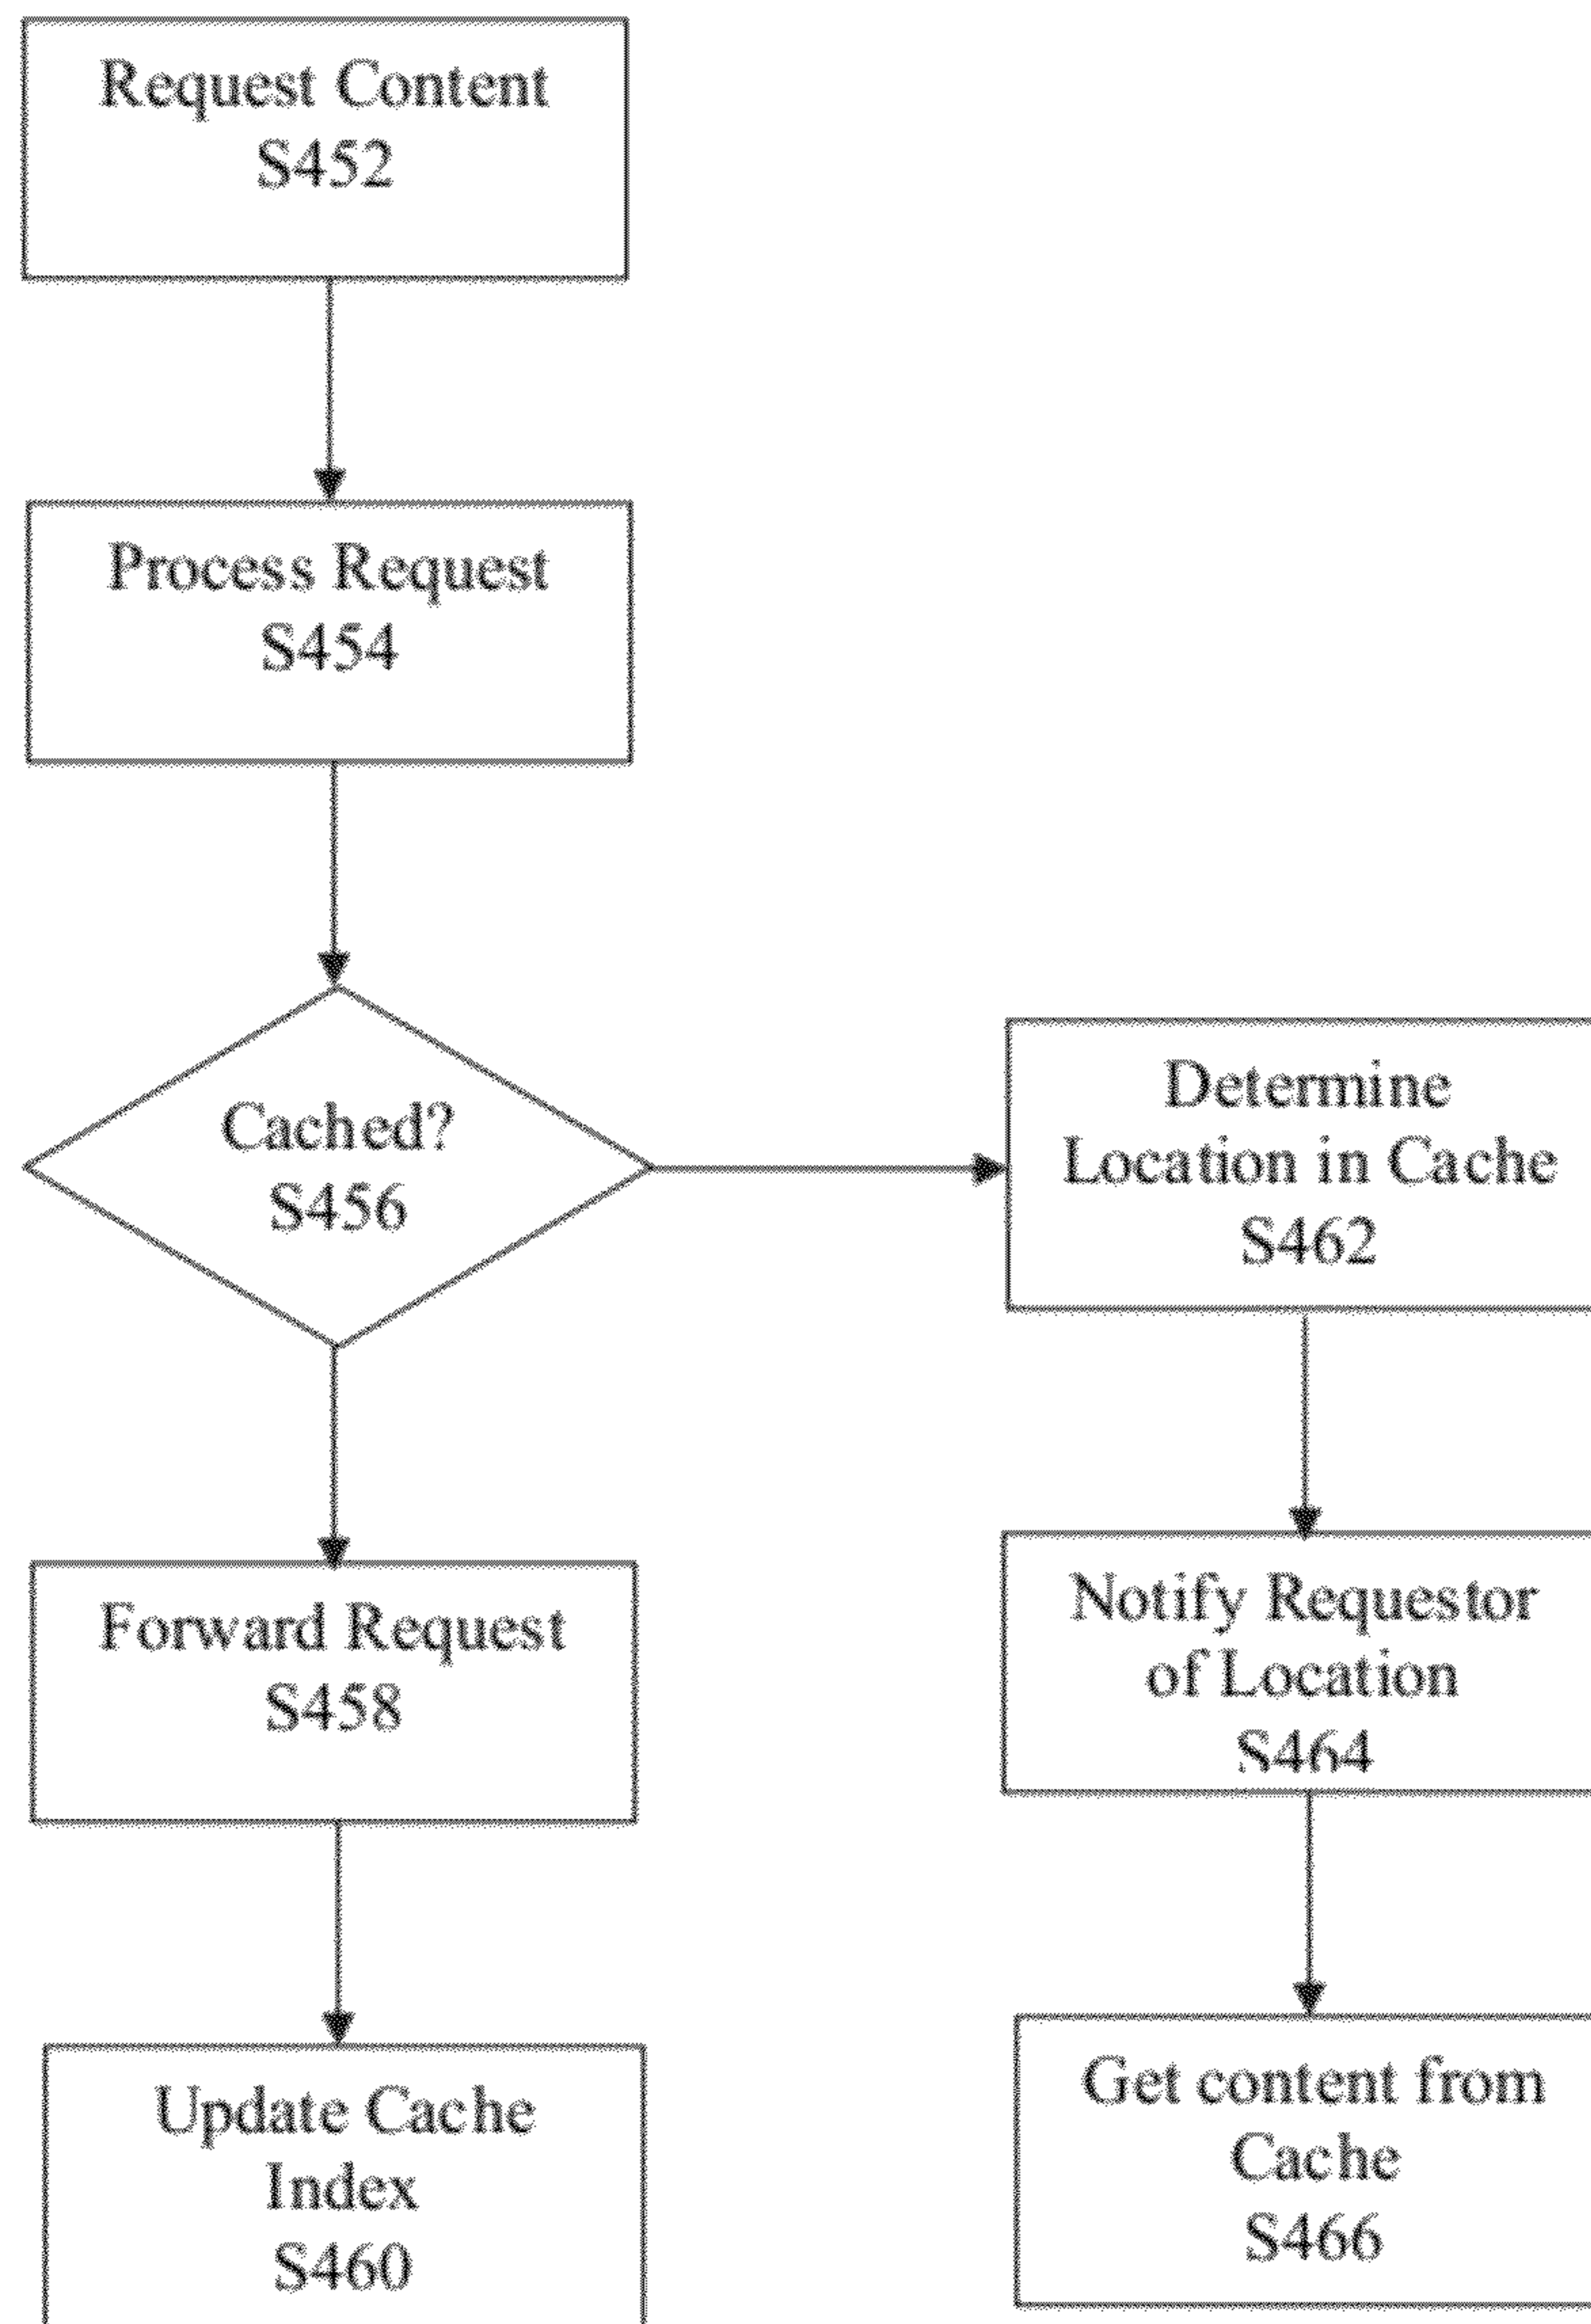 Request Content
S452
Process Request
S454
Cached?
S456
Determine
Location in Cache
S462
Forward Request
S458
Notify Requestor
of Location
S464
Update Cache
Index
S460
Get content from
Cache
S466